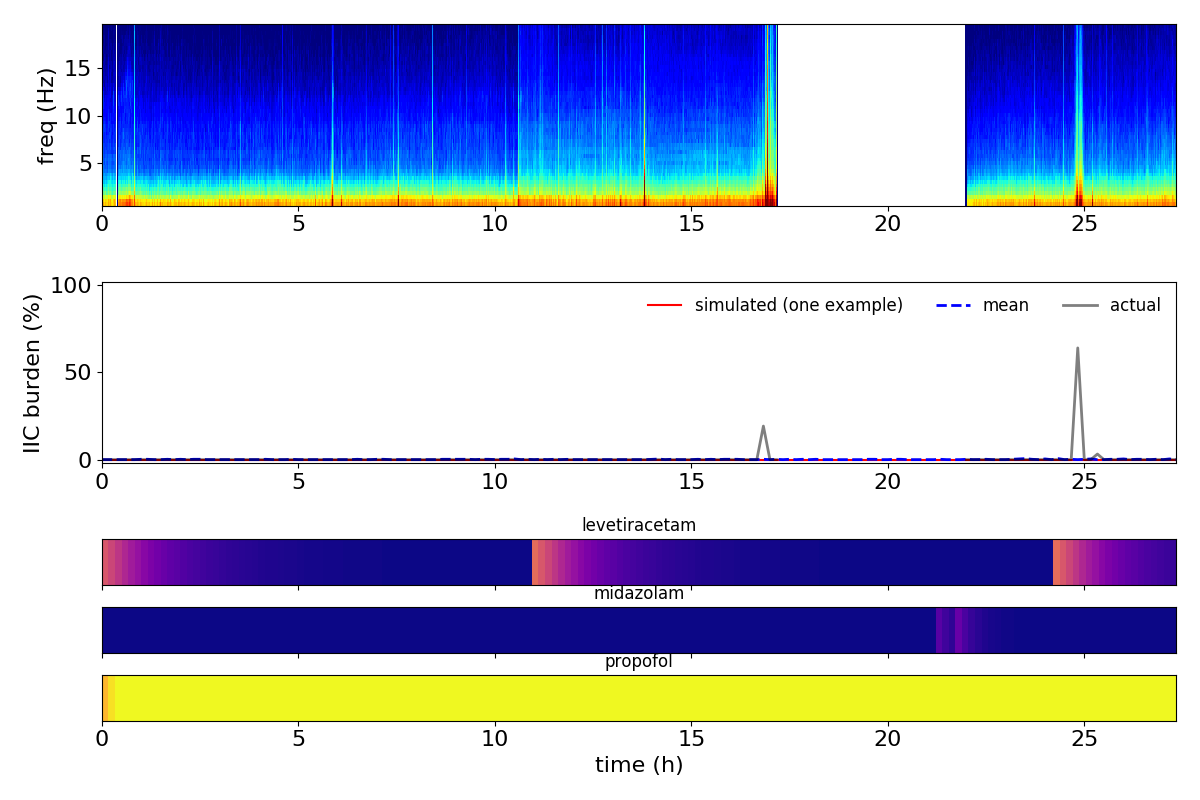 freq (Hz)
15
10
5
0 5 10 15 20 25
IIC burden (%)
100
50
0
simulated (one example) mean actual
0 5 10 15 20 25
levetiracetam
midazolam
propofol
0 5 10 15 20 25
time (h)